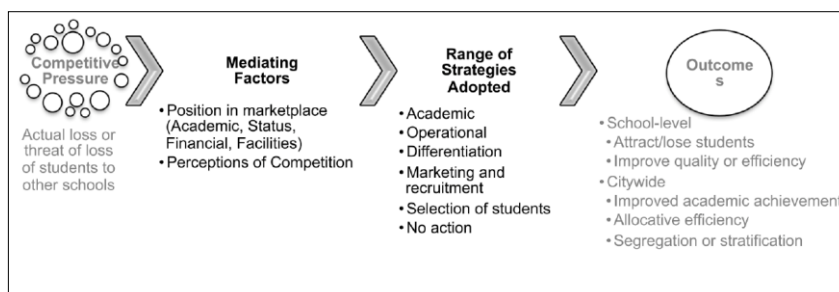 Competitive
Pressure
Actual loss or
threat of loss
of students to
other schools
Mediating
Factors
•Position in marketplace
(Academic, Status,
Financial, Facilities)
•Perceptions of Competition
Range of
Strategies
Adopted
•Academic
•Operational
•Differentiation
•Marketing and
recruitment
•Selection of students
•No action
Outcome
s
•School-level
•Attract/lose students
•Improve quality or efficiency
•Citywide
•Improved academic achievement
•Allocative efficiency
•Segregation or stratification